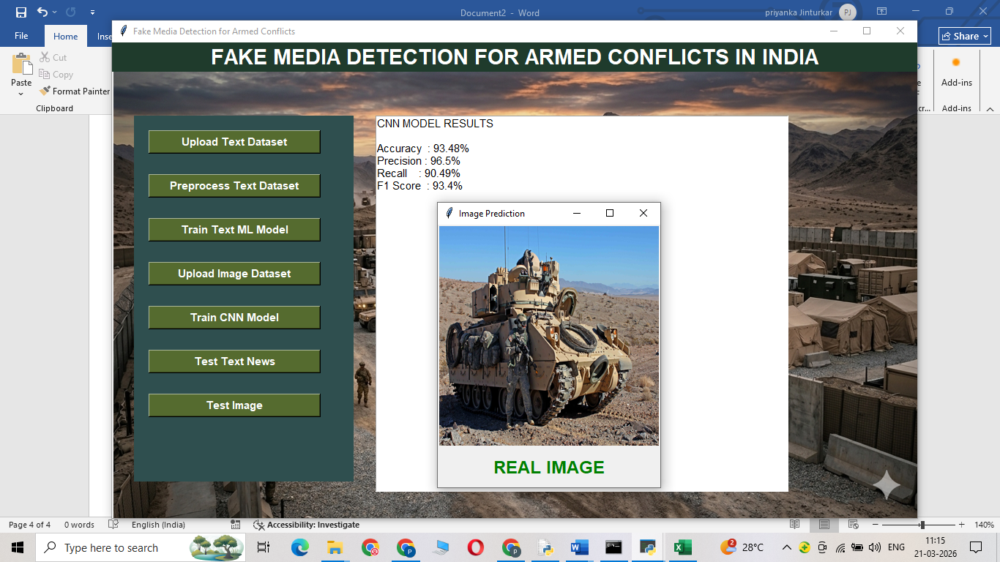 Document2 - Word
priyanka Jinturkar
PJ
File
Home
Inse
Share
Cut
Copy
Format Painter
Paste
Clipboard
Add-ins
Add-ins
Fake Media Detection for Armed Conflicts
FAKE MEDIA DETECTION FOR ARMED CONFLICTS IN INDIA
Upload Text Dataset
Preprocess Text Dataset
Train Text ML Model
Upload Image Dataset
Train CNN Model
Test Text News
Test Image
CNN MODEL RESULTS
Accuracy : 93.48%
Precision : 96.5%
Recall : 90.49%
F1 Score : 93.4%
Image Prediction
REAL IMAGE
Page 4 of 4
0 words
English (India)
Accessibility: Investigate
140%
Type here to search
2
28°C
ENG
11:15
21-03-2026